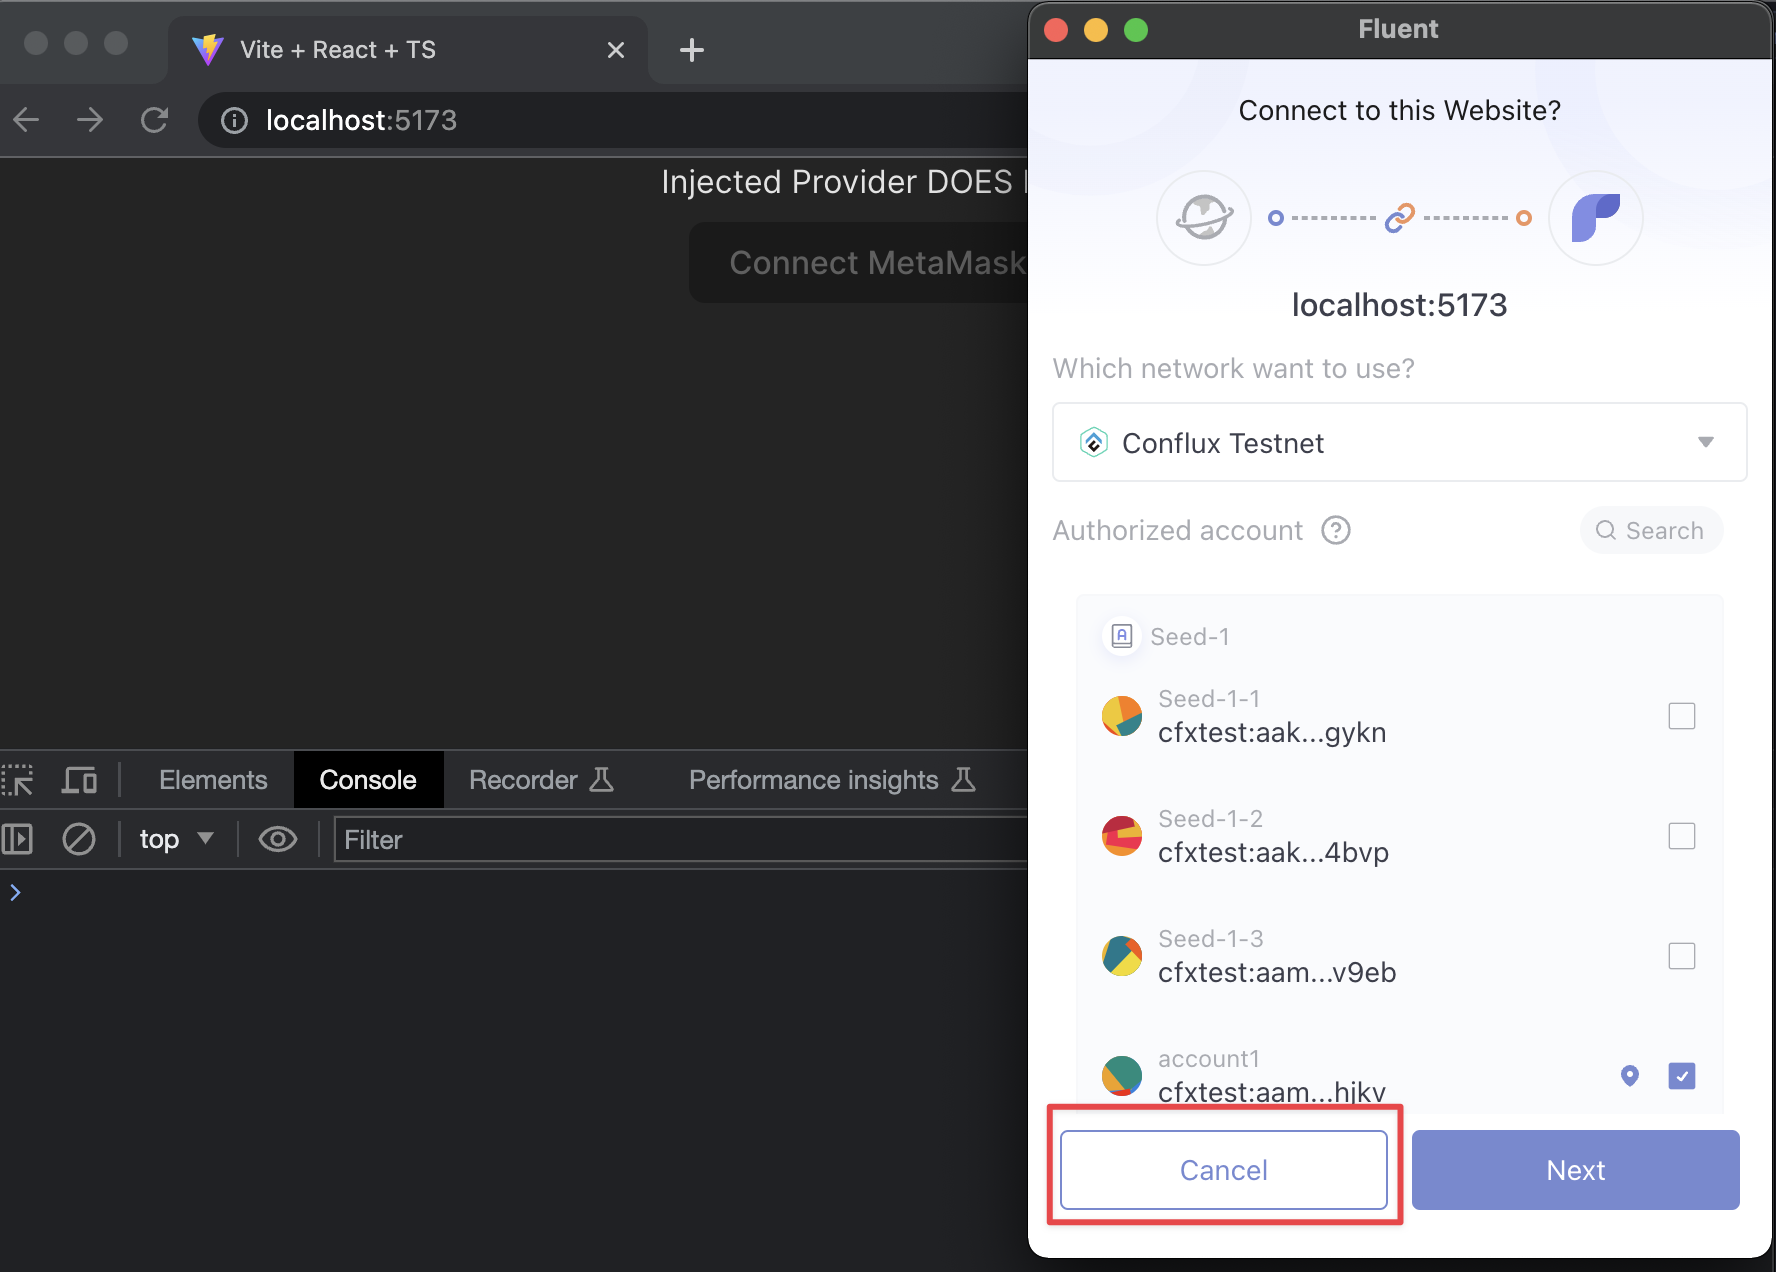 Vite + React + TS
localhost:5173
Injected Provider DOES
Connect MetaMask
Elements
Console
Recorder
Performance insights
top
Filter
Fluent
Connect to this Website?
localhost:5173
Which network want to use?
Conflux Testnet
Authorized account
Search
Seed-1
Seed-1-1
cfxtest:aak...gykn
Seed-1-2
cfxtest:aak...4bvp
Seed-1-3
cfxtest:aam...v9eb
account1
cfxtest:aam...hjkv
Cancel
Next